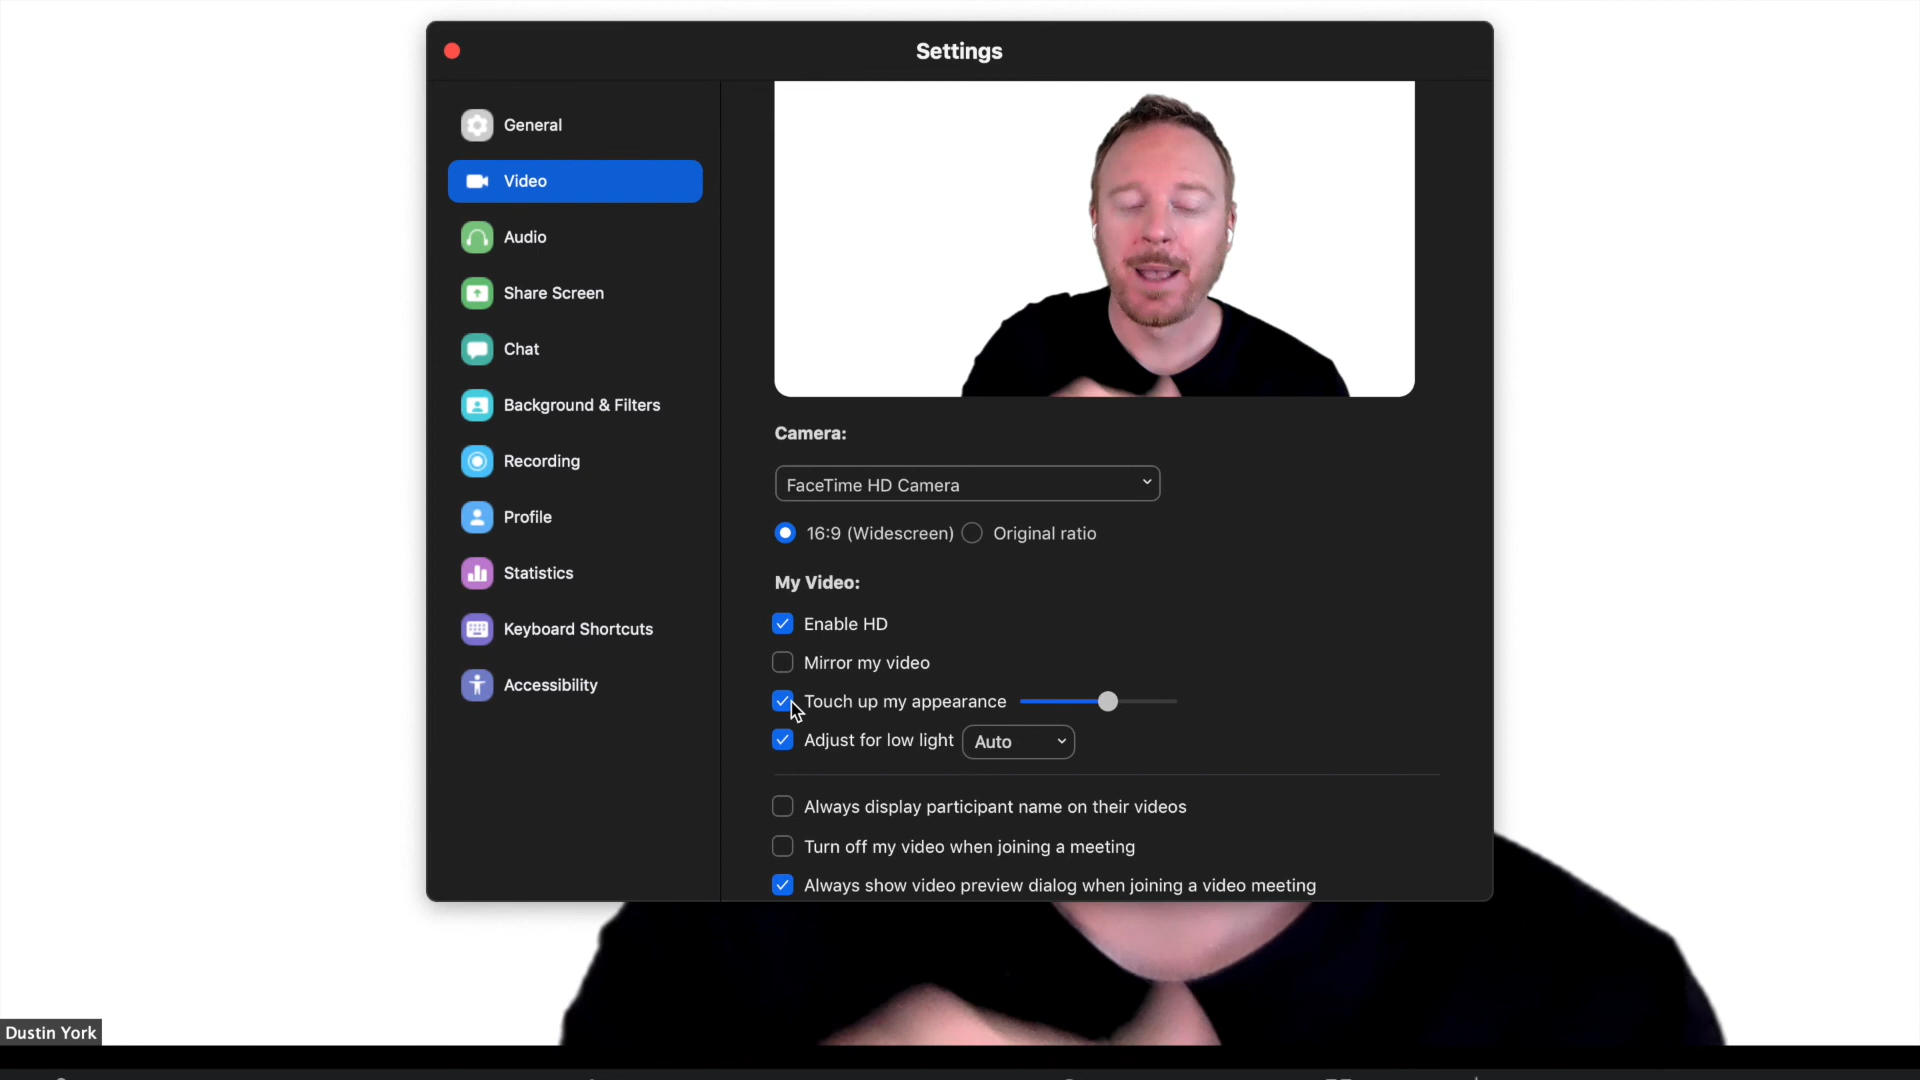 Settings
General
Video
Audio
Share Screen
Chat
Background & Filters
Recording
Profile
Statistics
Keyboard Shortcuts
Accessibility
Camera:
FaceTime HD Camera
16:9 (Widescreen) Original ratio
My Video:
Enable HD
Mirror my video
Touch up my appearance
Adjust for low light Auto
Always display participant name on their videos
Turn off my video when joining a meeting
Always show video preview dialog when joining a video meeting
Dustin York